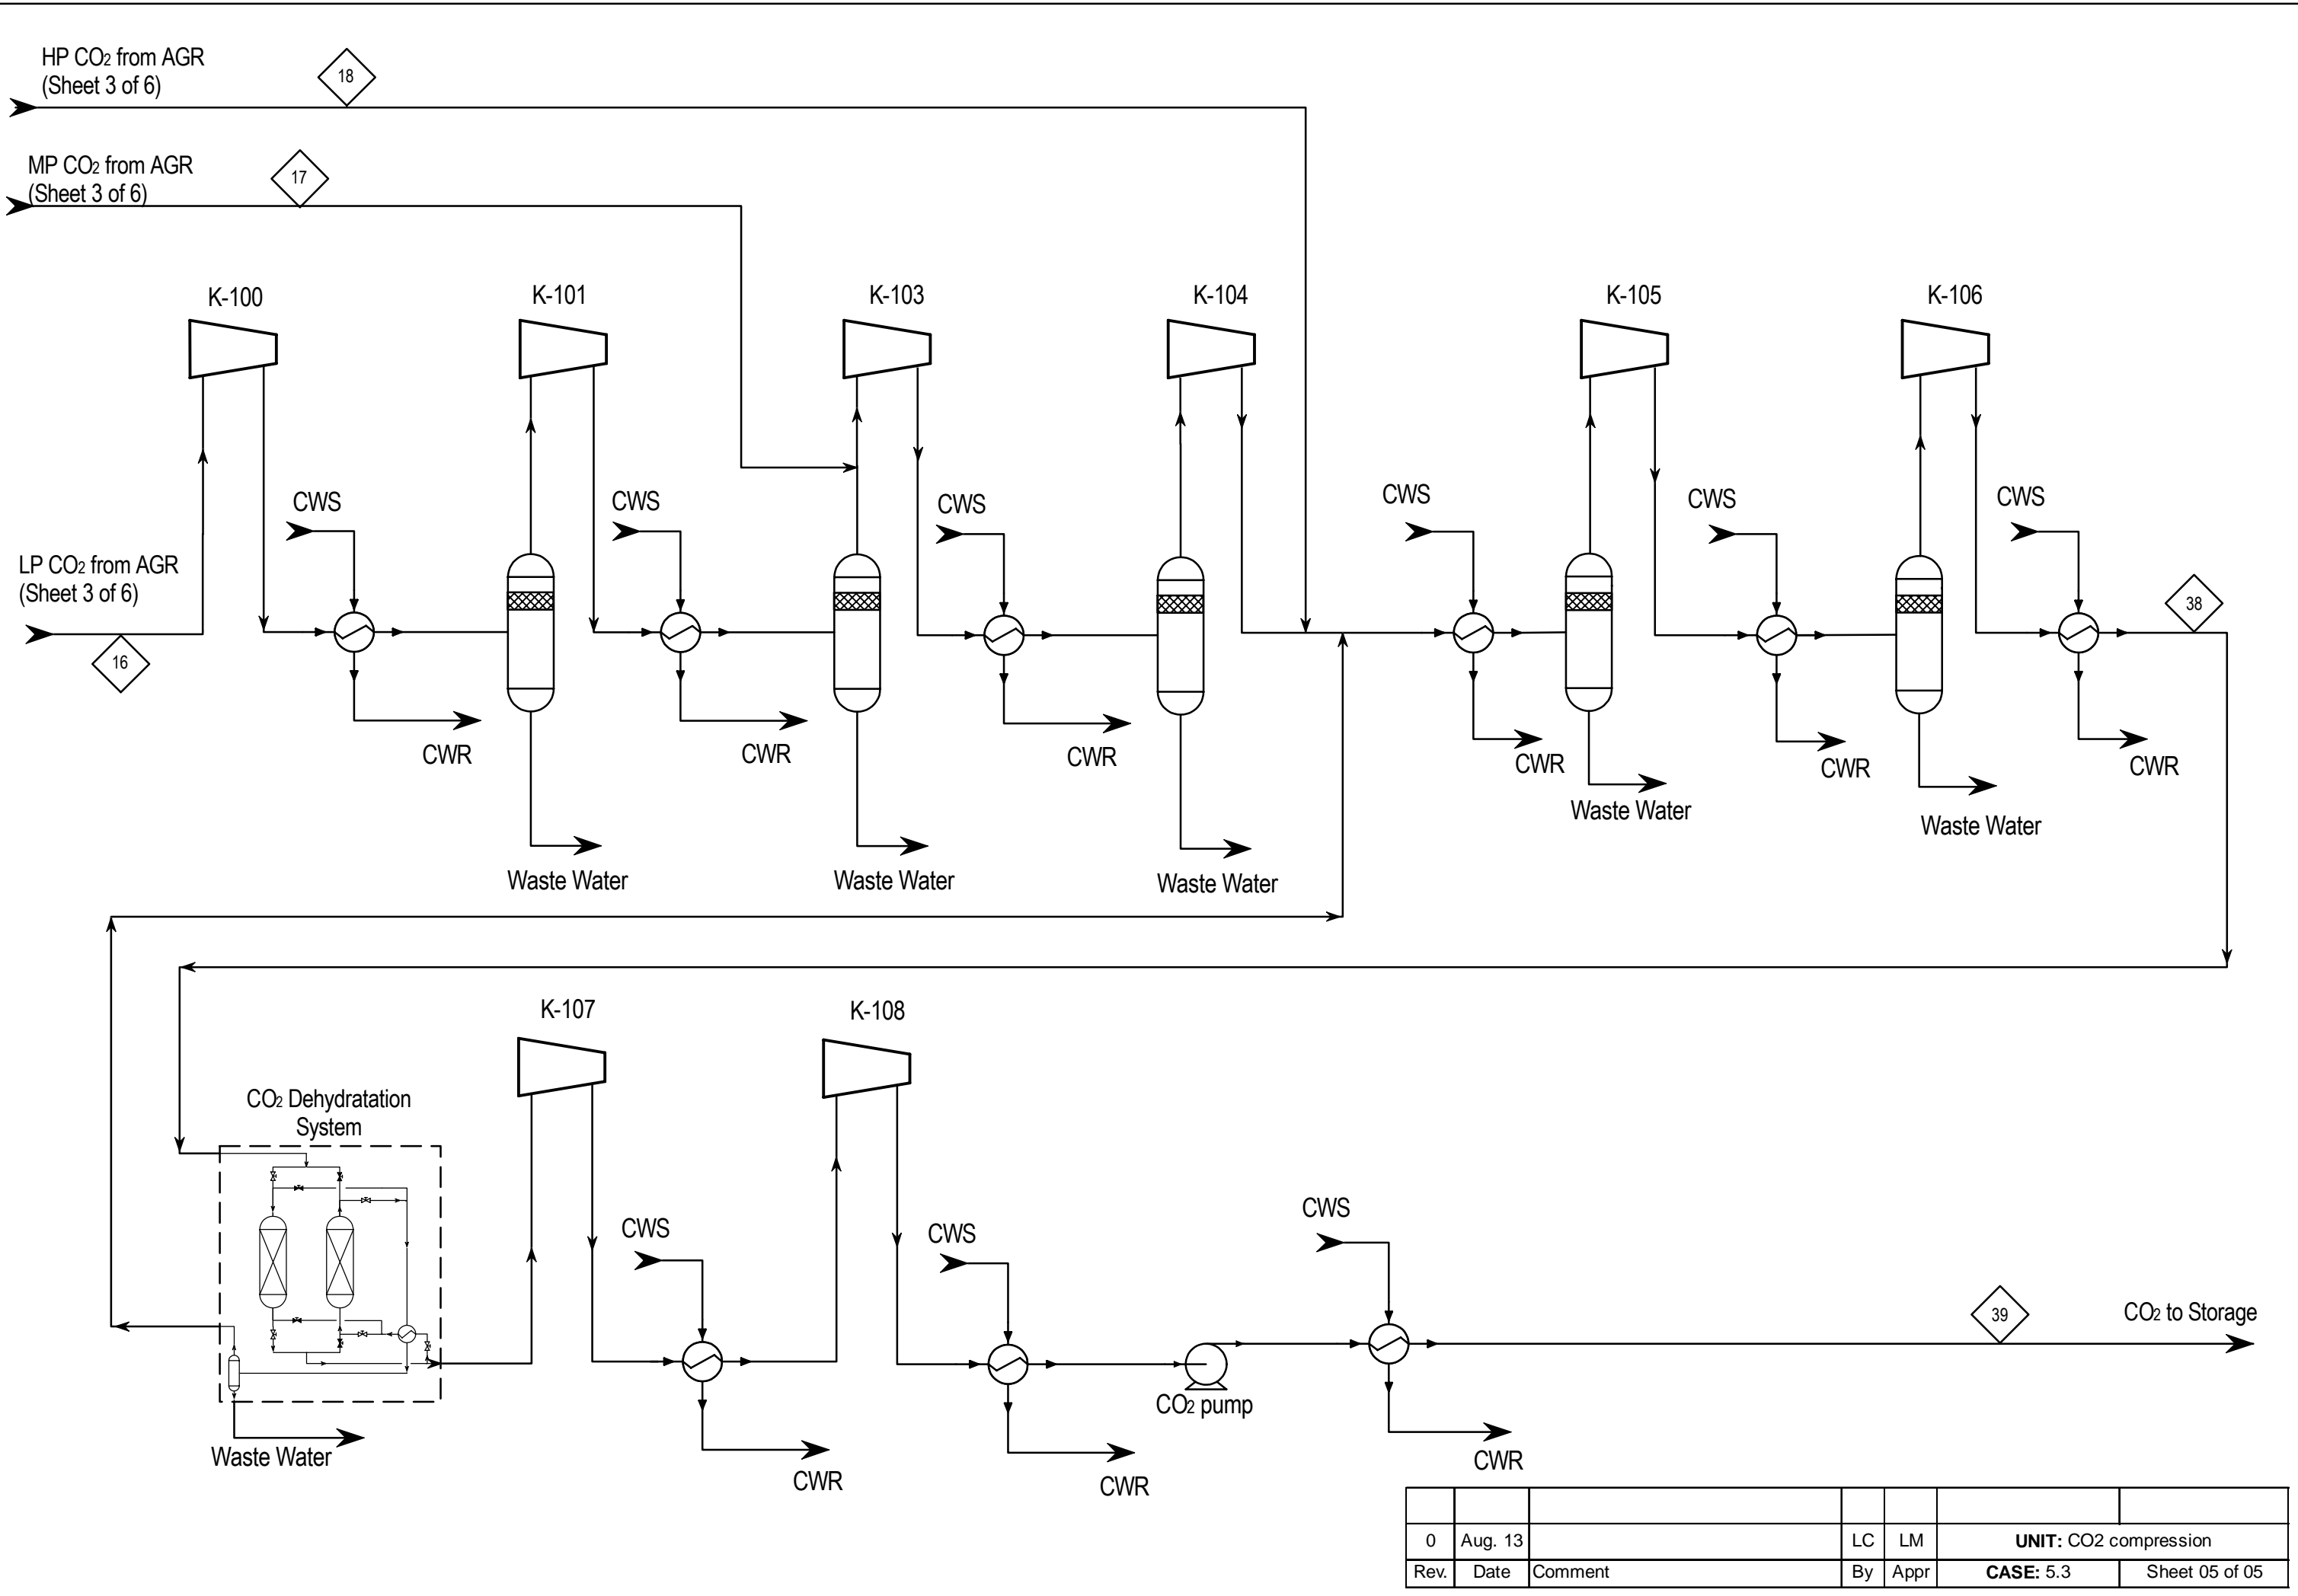 HP CO2 from AGR
(Sheet 3 of 6)
18
MP CO2 from AGR
(Sheet 3 of 6)
17
K-100
K-101
K-103
K-104
K-105
K-106
CWS
CWS
CWS
CWS
CWS
CWS
LP CO2 from AGR
(Sheet 3 of 6)
16
38
CWR
CWR
CWR
CWR
CWR
CWR
Waste Water
Waste Water
Waste Water
Waste Water
Waste Water
K-107
K-108
CO2 Dehydratation
System
CWS
CWS
CWS
39
CO2 to Storage
CO2 pump
Waste Water
CWR
CWR
CWR
0 Aug. 13 LC LM UNIT: CO2 compression
Rev. Date Comment By Appr CASE: 5.3 Sheet 05 of 05